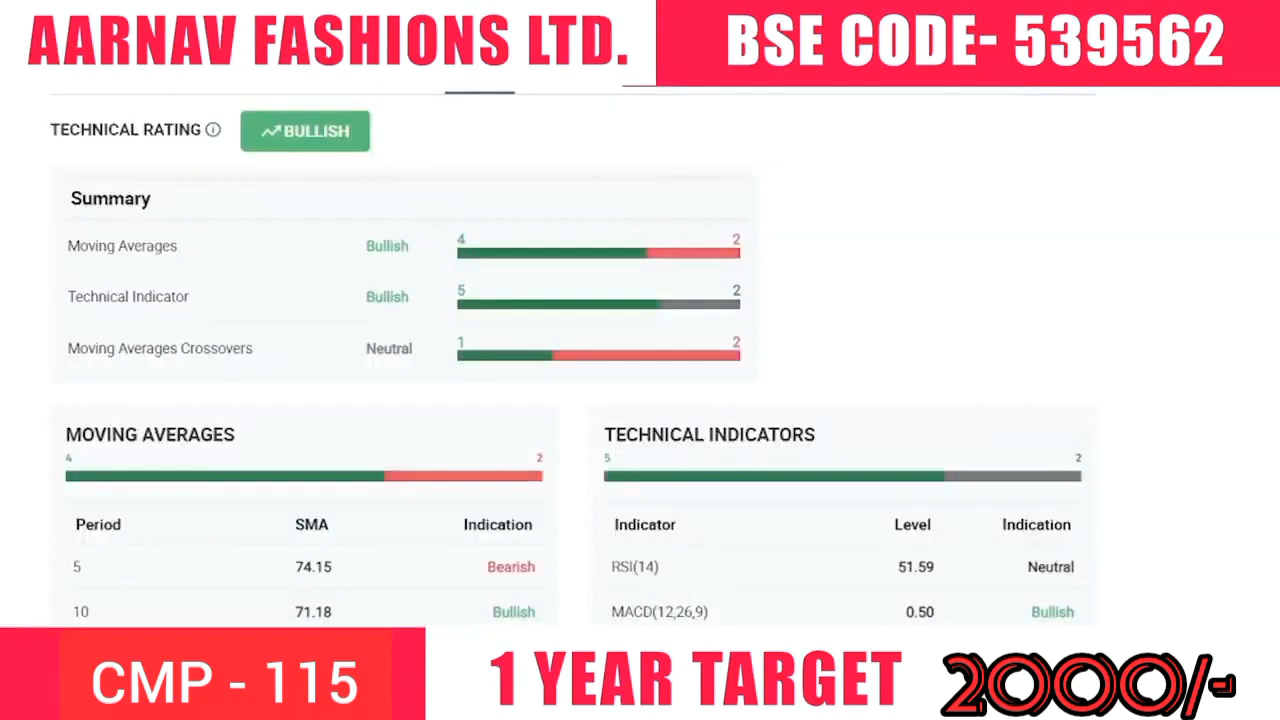 AARNAV FASHIONS LTD.
BSE CODE- 539562
TECHNICAL RATING
BULLISH
Summary
Moving Averages Bullish 4 2
Technical Indicator Bullish 5 2
Moving Averages Crossovers Neutral 1 2
MOVING AVERAGES
4 2
Period SMA Indication
5 74.15 Bearish
10 71.18 Bullish
TECHNICAL INDICATORS
5 2
Indicator Level Indication
RSI(14) 51.59 Neutral
MACD(12,26,9) 0.50 Bullish
CMP - 115
1 YEAR TARGET 2000/-